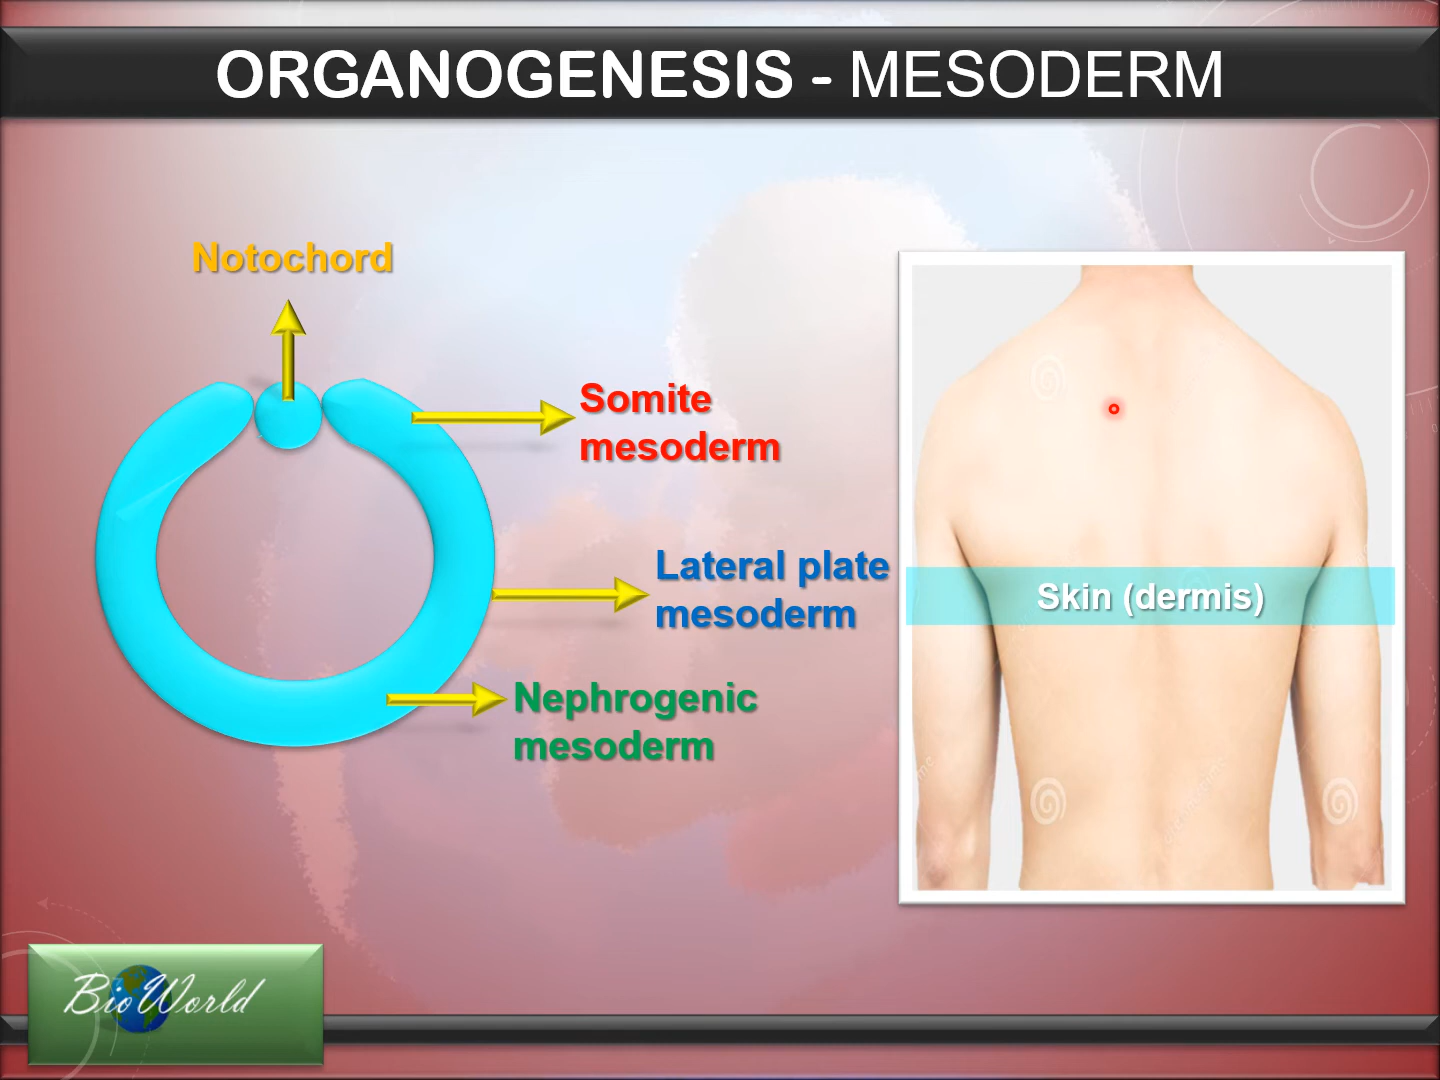 ORGANOGENESIS - MESODERM
Notochord
Somite
mesoderm
Lateral plate
mesoderm
Nephrogenic
mesoderm
Skin (dermis)
BioWorld